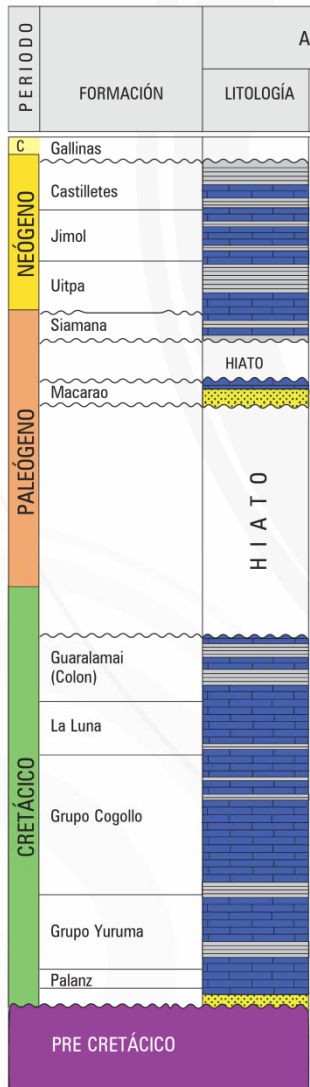 PERIODO
FORMACIÓN
A
LITOLOGÍA
C
Gallinas
NEÓGENO
Castilletes
Jimol
Uitpa
Siamana
PALEÓGENO
HIATO
Macarao
HIATO
CRETÁCICO
Guaralamai
(Colon)
La Luna
Grupo Cogollo
Grupo Yuruma
Palanz
PRE CRETÁCICO